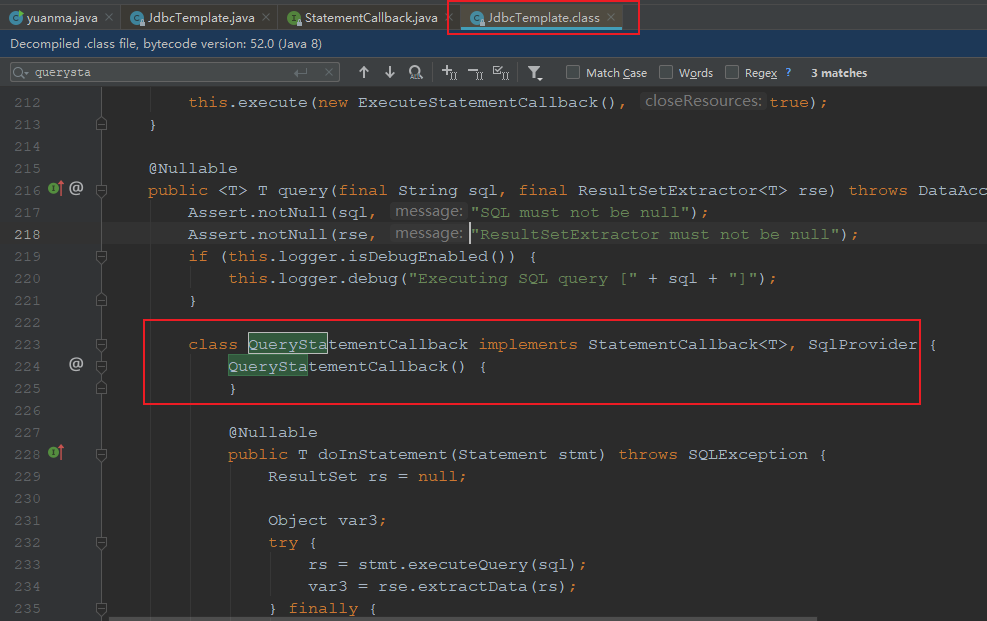 yuanma.java × JdbcTemplate.java × StatementCallback.java × JdbcTemplate.class ×
Decompiled .class file, bytecode version: 52.0 (Java 8)
querysta Match Case Words Regex ? 3 matches
212 this.execute(new ExecuteStatementCallback(), closeResources: true);
213 }
214
215 @Nullable
216 @ public <T> T query(final String sql, final ResultSetExtractor<T> rse) throws DataAcc
217 Assert.notNull(sql, message: "SQL must not be null");
218 Assert.notNull(rse, message: "ResultSetExtractor must not be null");
219 if (this.logger.isDebugEnabled()) {
220 this.logger.debug("Executing SQL query [" + sql + "]");
221 }
222
223 class QueryStatementCallback implements StatementCallback<T>, SqlProvider {
224 @ QueryStatementCallback() {
225 }
226
227 @Nullable
228 public T doInStatement(Statement stmt) throws SQLException {
229 ResultSet rs = null;
230
231 Object var3;
232 try {
233 rs = stmt.executeQuery(sql);
234 var3 = rse.extractData(rs);
235 } finally {